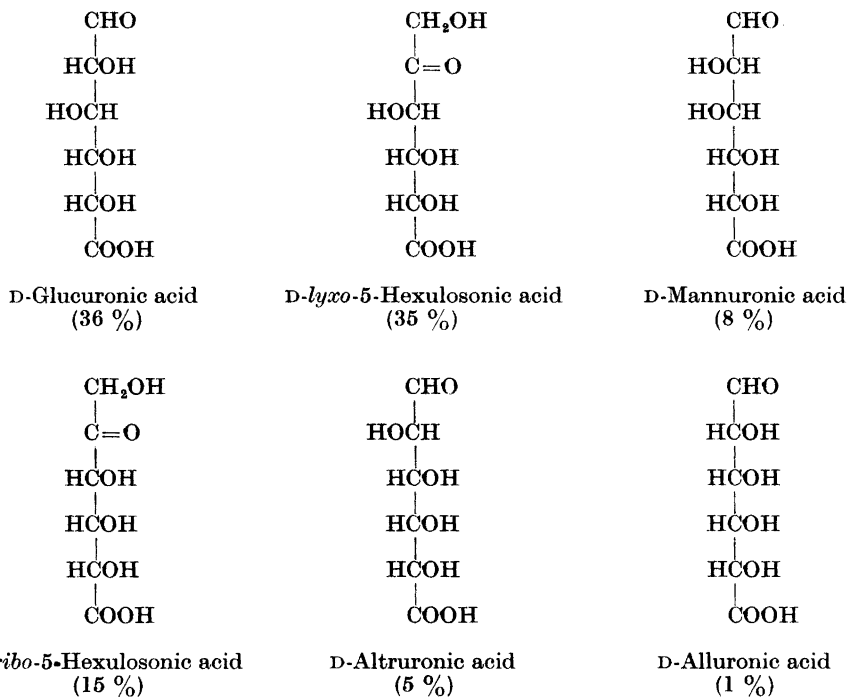 CHO CH₂OH CHO
HCOH C=O HOCH
HOCH HOCH HOCH
HCOH HCOH HCOH
HCOH HCOH HCOH
COOH COOH COOH
D-Glucuronic acid D-lyxo-5-Hexulosonic acid D-Mannuronic acid
(36 %) (35 %) (8 %)
CH₂OH CHO CHO
C=O HOCH HCOH
HCOH HCOH HCOH
HCOH HCOH HCOH
HCOH HCOH HCOH
COOH COOH COOH
ibo-5-Hexulosonic acid D-Altruronic acid D-Alluronic acid
(15 %) (5 %) (1 %)